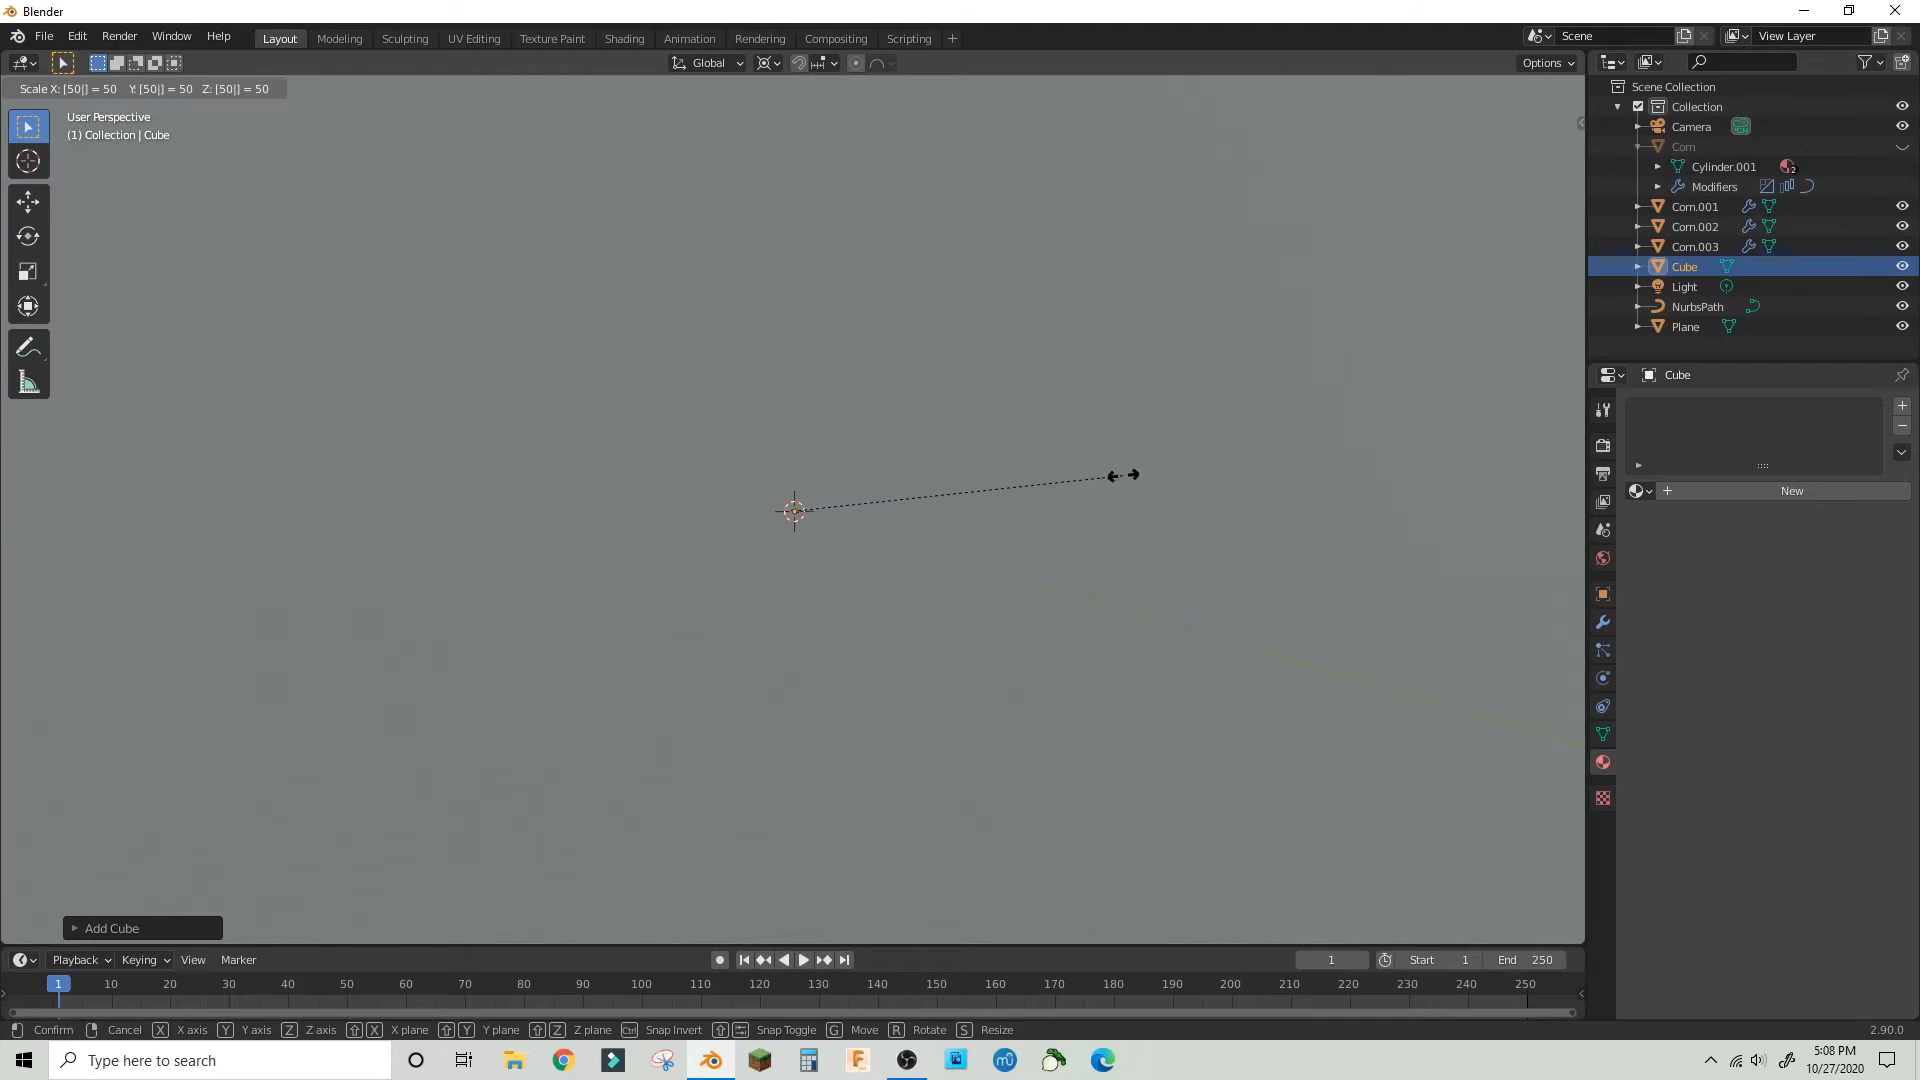 Blender
File Edit Render Window Help
Layout Modeling Sculpting UV Editing Texture Paint Shading Animation Rendering Compositing Scripting +
Scene
View Layer
Global
Options
Scale X: [50|] = 50 Y: [50|] = 50 Z: [50|] = 50
User Perspective
(1) Collection | Cube
Scene Collection
Collection
Camera
Corn
Cylinder.001 2
Modifiers
Corn.001
Corn.002
Corn.003
Cube
Light
NurbsPath
Plane
Cube
New
Add Cube
Playback Keying View Marker
1 Start 1 End 250
1 10 20 30 40 50 60 70 80 90 100 110 120 130 140 150 160 170 180 190 200 210 220 230 240 250
Confirm Cancel X X axis Y Y axis Z Z axis X X plane Y Y plane Z Z plane Ctrl Snap Invert Snap Toggle G Move R Rotate S Resize 2.90.0
Type here to search
5:08 PM
10/27/2020